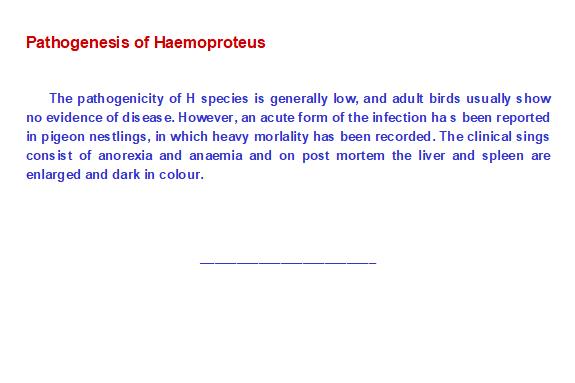 Pathogenesis of Haemoproteus
The pathogenicity of H species is generally low, and adult birds usually show
no evidence of disease. However, an acute form of the infection ha s been reported
in pigeon nestlings, in which heavy morlality has been recorded. The clinical sings
consist of anorexia and anaemia and on post mortem the liver and spleen are
enlarged and dark in colour.